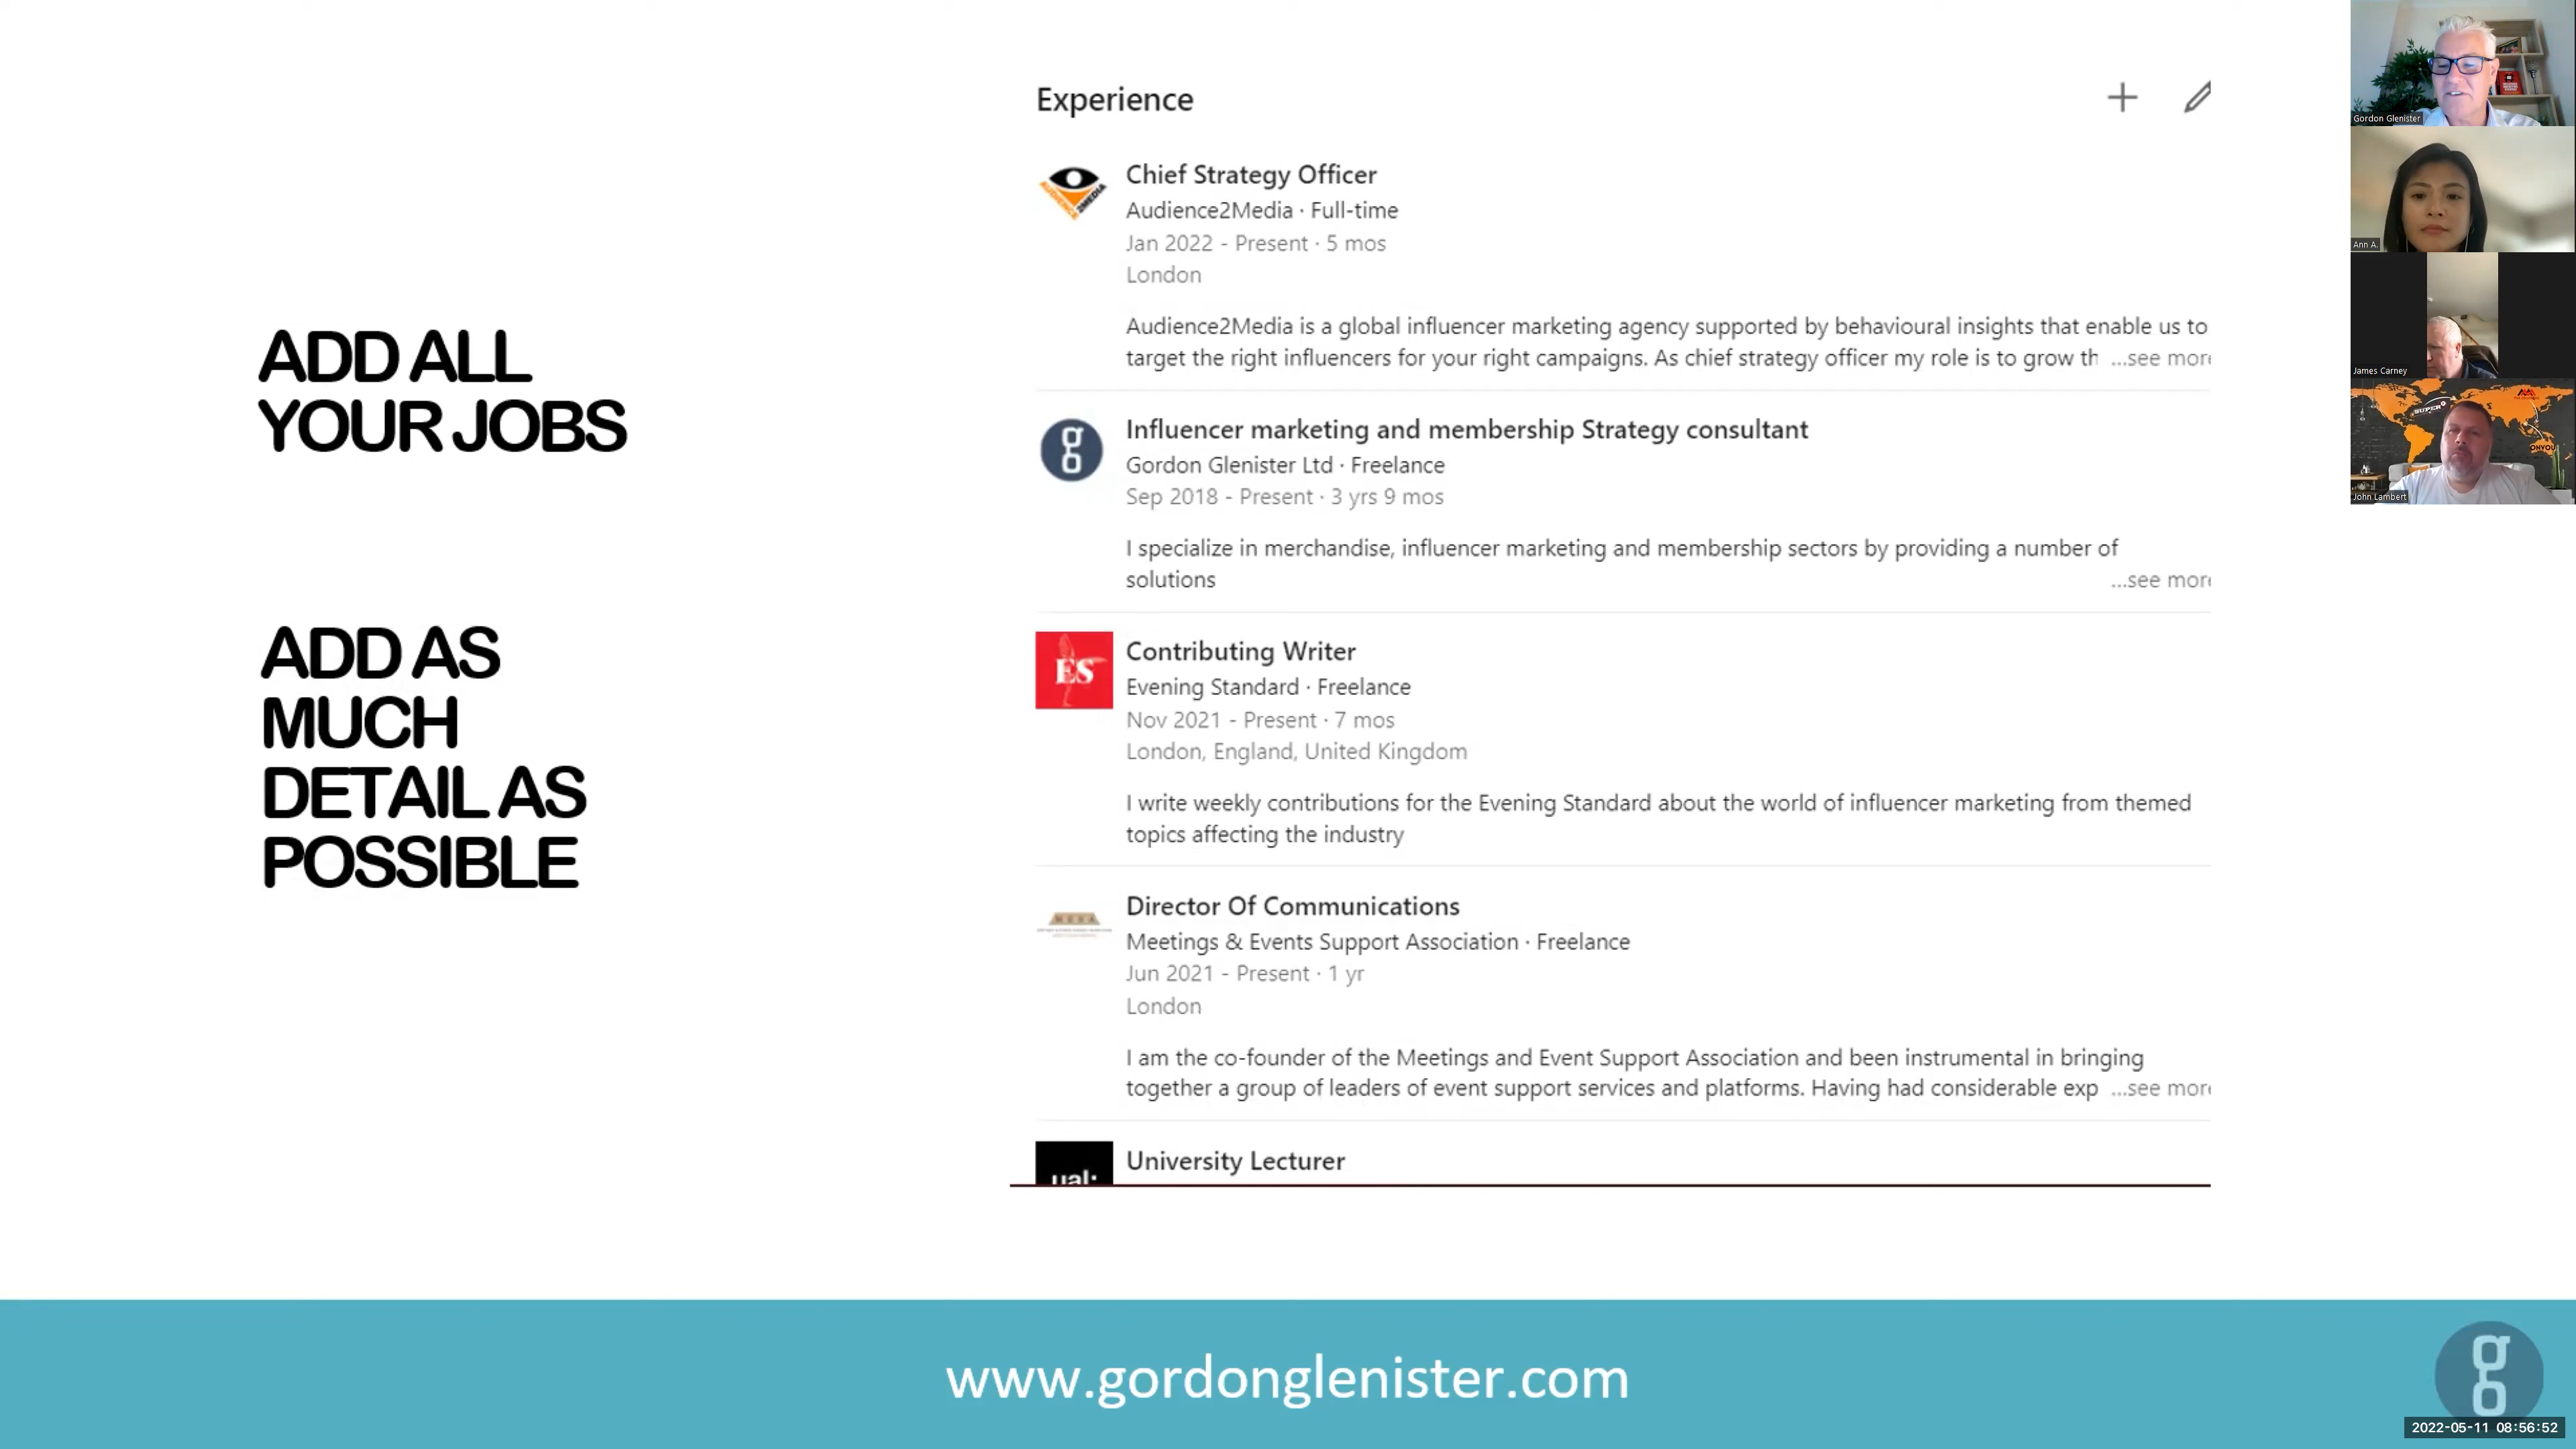 ADD ALL
YOUR JOBS
ADD AS
MUCH
DETAIL AS
POSSIBLE
Experience
Chief Strategy Officer
Audience2Media · Full-time
Jan 2022 - Present · 5 mos
London
Audience2Media is a global influencer marketing agency supported by behavioural insights that enable us to
target the right influencers for your right campaigns. As chief strategy officer my role is to grow th ...see more
Influencer marketing and membership Strategy consultant
Gordon Glenister Ltd · Freelance
Sep 2018 - Present · 3 yrs 9 mos
I specialize in merchandise, influencer marketing and membership sectors by providing a number of
solutions ...see more
ES
Contributing Writer
Evening Standard · Freelance
Nov 2021 - Present · 7 mos
London, England, United Kingdom
I write weekly contributions for the Evening Standard about the world of influencer marketing from themed
topics affecting the industry
Director Of Communications
Meetings & Events Support Association · Freelance
Jun 2021 - Present · 1 yr
London
I am the co-founder of the Meetings and Event Support Association and been instrumental in bringing
together a group of leaders of event support services and platforms. Having had considerable exp ...see more
ual:
University Lecturer
Gordon Glenister
Ann A.
James Carney
SUPER
John Lambert
www.gordonglenister.com
go
2022-05-11 08:56:52